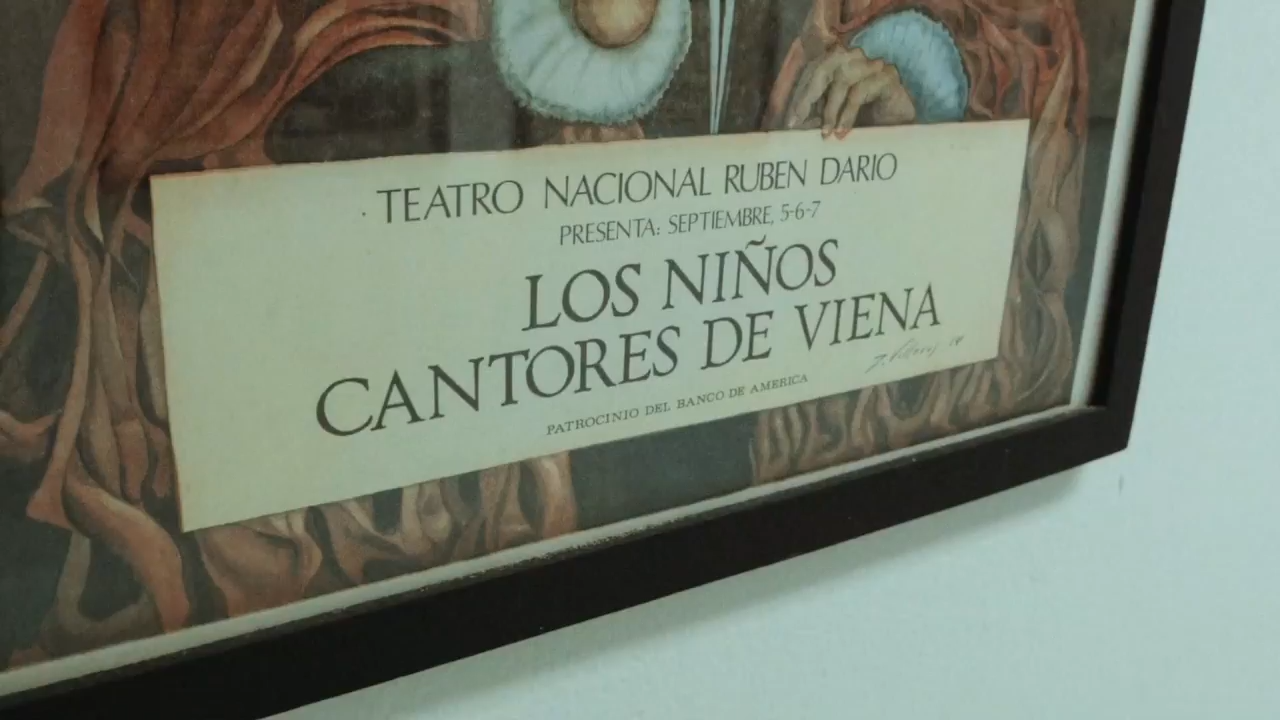 TEATRO NACIONAL RUBEN DARIO
PRESENTA: SEPTIEMBRE, 5-6-7
LOS NIÑOS
CANTORES DE VIENA
PATROCINIO DEL BANCO DE AMERICA